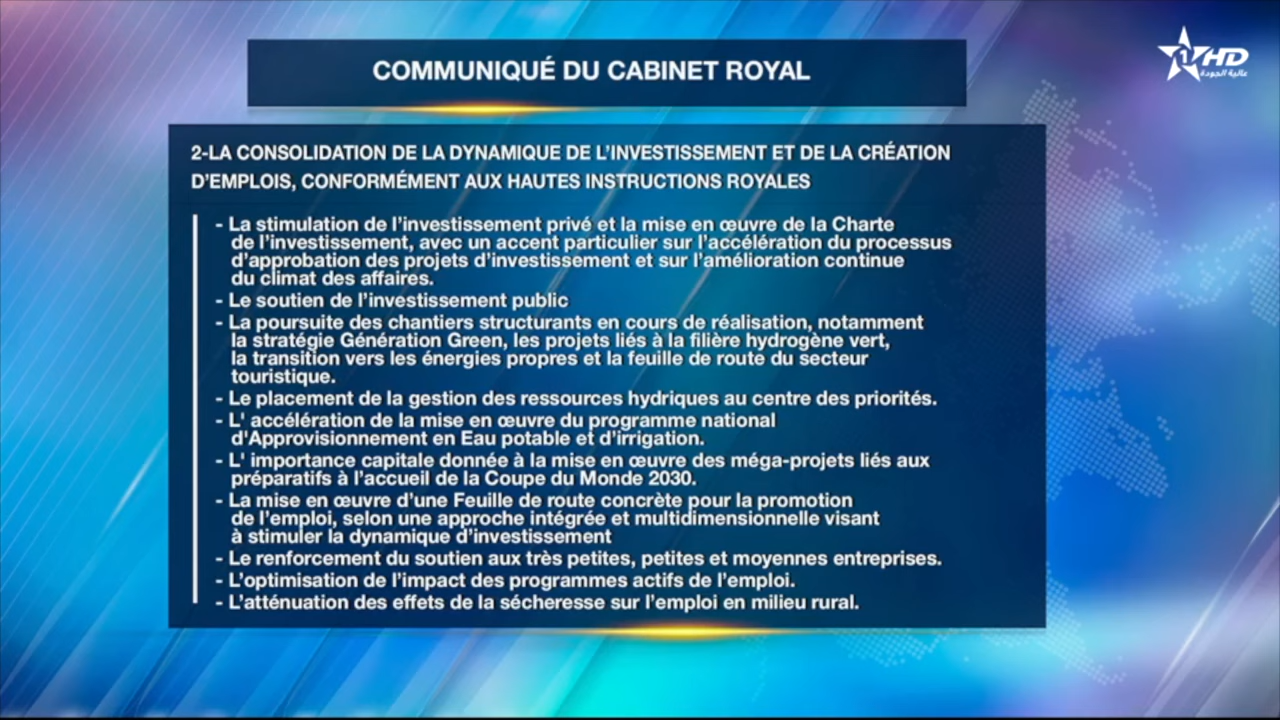 COMMUNIQUÉ DU CABINET ROYAL
1HD
عالية الجودة
2-LA CONSOLIDATION DE LA DYNAMIQUE DE L'INVESTISSEMENT ET DE LA CRÉATION
D'EMPLOIS, CONFORMÉMENT AUX HAUTES INSTRUCTIONS ROYALES
- La stimulation de l'investissement privé et la mise en œuvre de la Charte
de l'investissement, avec un accent particulier sur l'accélération du processus
d'approbation des projets d'investissement et sur l'amélioration continue
du climat des affaires.
- Le soutien de l'investissement public
- La poursuite des chantiers structurants en cours de réalisation, notamment
la stratégie Génération Green, les projets liés à la filière hydrogène vert,
la transition vers les énergies propres et la feuille de route du secteur
touristique.
- Le placement de la gestion des ressources hydriques au centre des priorités.
- L' accélération de la mise en œuvre du programme national
d'Approvisionnement en Eau potable et d'irrigation.
- L' importance capitale donnée à la mise en œuvre des méga-projets liés aux
préparatifs à l'accueil de la Coupe du Monde 2030.
- La mise en œuvre d'une Feuille de route concrète pour la promotion
de l'emploi, selon une approche intégrée et multidimensionnelle visant
à stimuler la dynamique d'investissement
- Le renforcement du soutien aux très petites, petites et moyennes entreprises.
- L'optimisation de l'impact des programmes actifs de l'emploi.
- L'atténuation des effets de la sécheresse sur l'emploi en milieu rural.